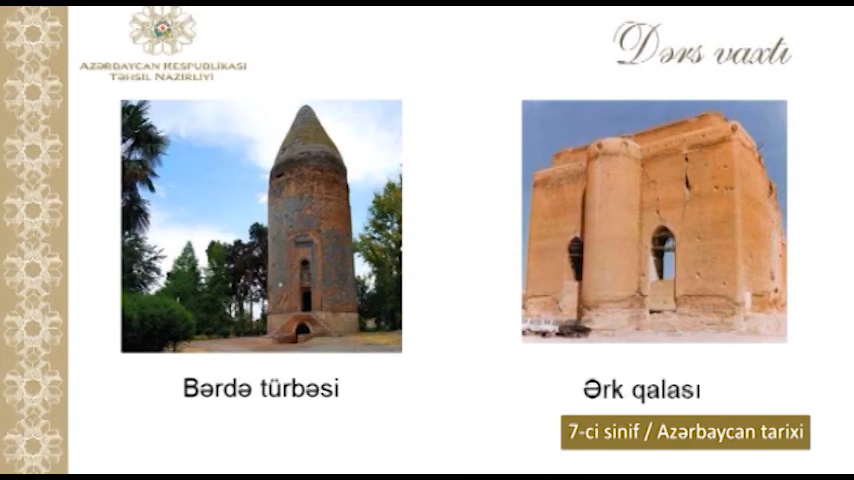 AZƏRBAYCAN RESPUBLİKASI
TƏHSİL NAZİRLİYİ
Dərs vaxtı
Bərdə türbəsi
Ərk qalası
7-ci sinif / Azərbaycan tarixi